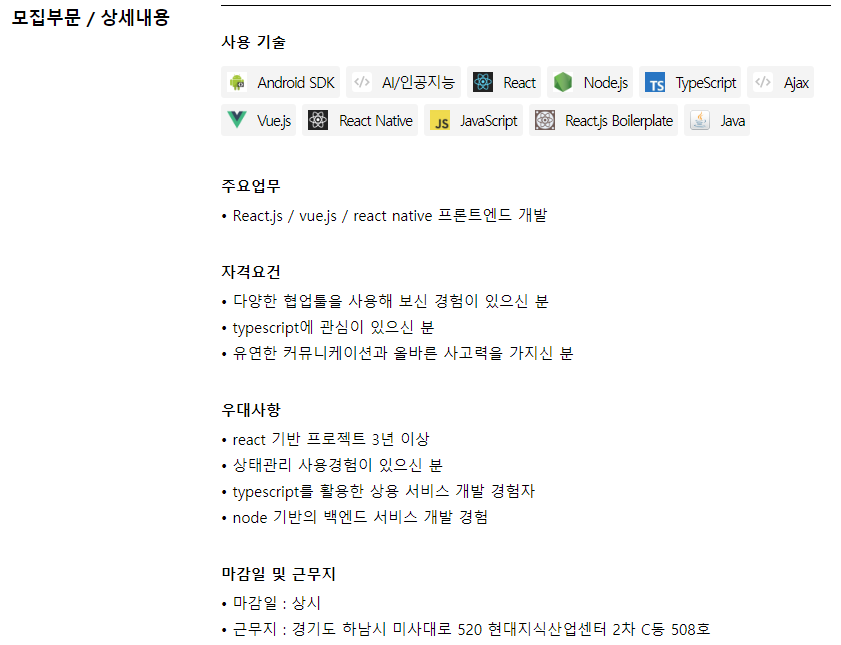 모집부문 / 상세내용
사용 기술
Android SDK </> AI/인공지능 React Node.js TS TypeScript </> Ajax
Vue.js React Native JS JavaScript React.js Boilerplate Java
주요업무
• React.js / vue.js / react native 프론트엔드 개발
자격요건
• 다양한 협업툴을 사용해 보신 경험이 있으신 분
• typescript에 관심이 있으신 분
• 유연한 커뮤니케이션과 올바른 사고력을 가지신 분
우대사항
• react 기반 프로젝트 3년 이상
• 상태관리 사용경험이 있으신 분
• typescript를 활용한 상용 서비스 개발 경험자
• node 기반의 백엔드 서비스 개발 경험
마감일 및 근무지
• 마감일 : 상시
• 근무지 : 경기도 하남시 미사대로 520 현대지식산업센터 2차 C동 508호